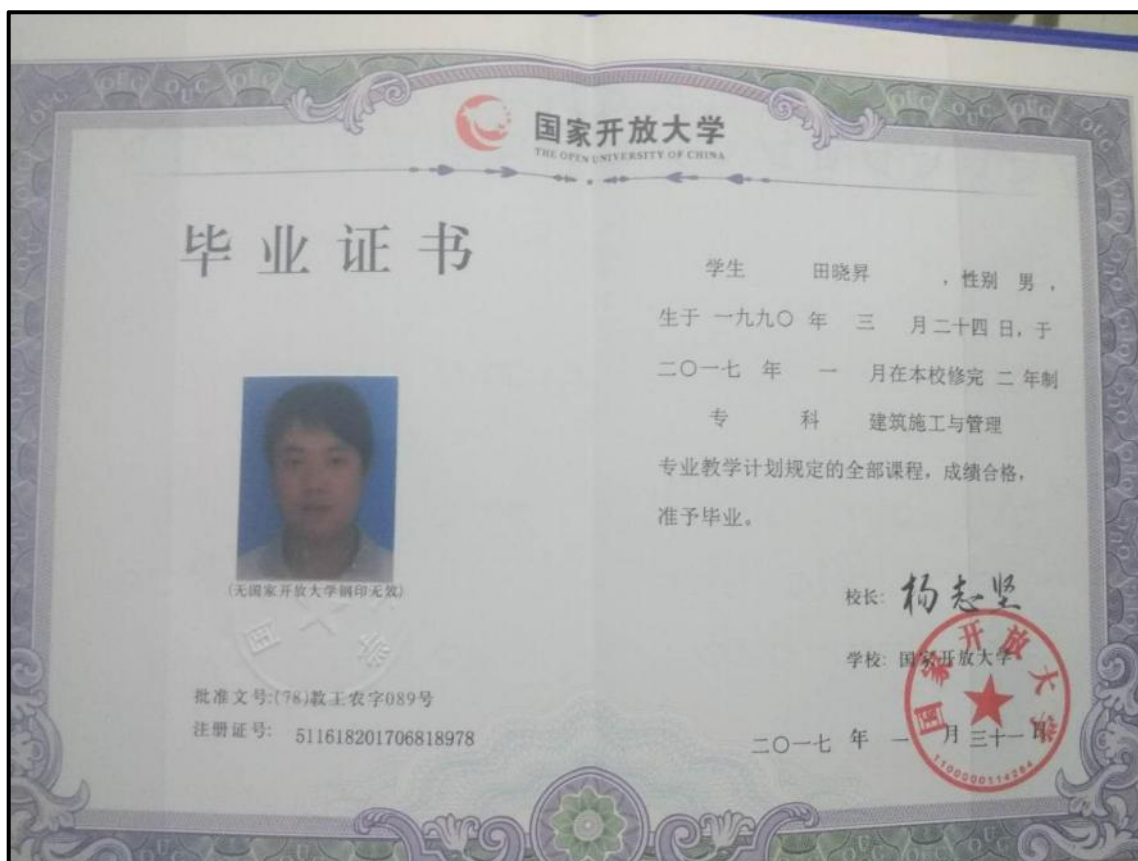 国家开放大学
THE OPEN UNIVERSITY OF CHINA
毕业证书
(无国家开放大学钢印无效)
批准文号:(78)教工农字089号
注册证号: 511618201706818978
学生 田晓昇 , 性别 男 ,
生于 一九九〇 年 三 月二十四 日, 于
二〇一七 年 一 月在本校修完 二 年制
专 科 建筑施工与管理
专业教学计划规定的全部课程, 成绩合格,
准予毕业。
校长: 杨志坚
学校: 国家开放大学
二〇一七 年 一 月三十一日
国家开放大学
1100000114284